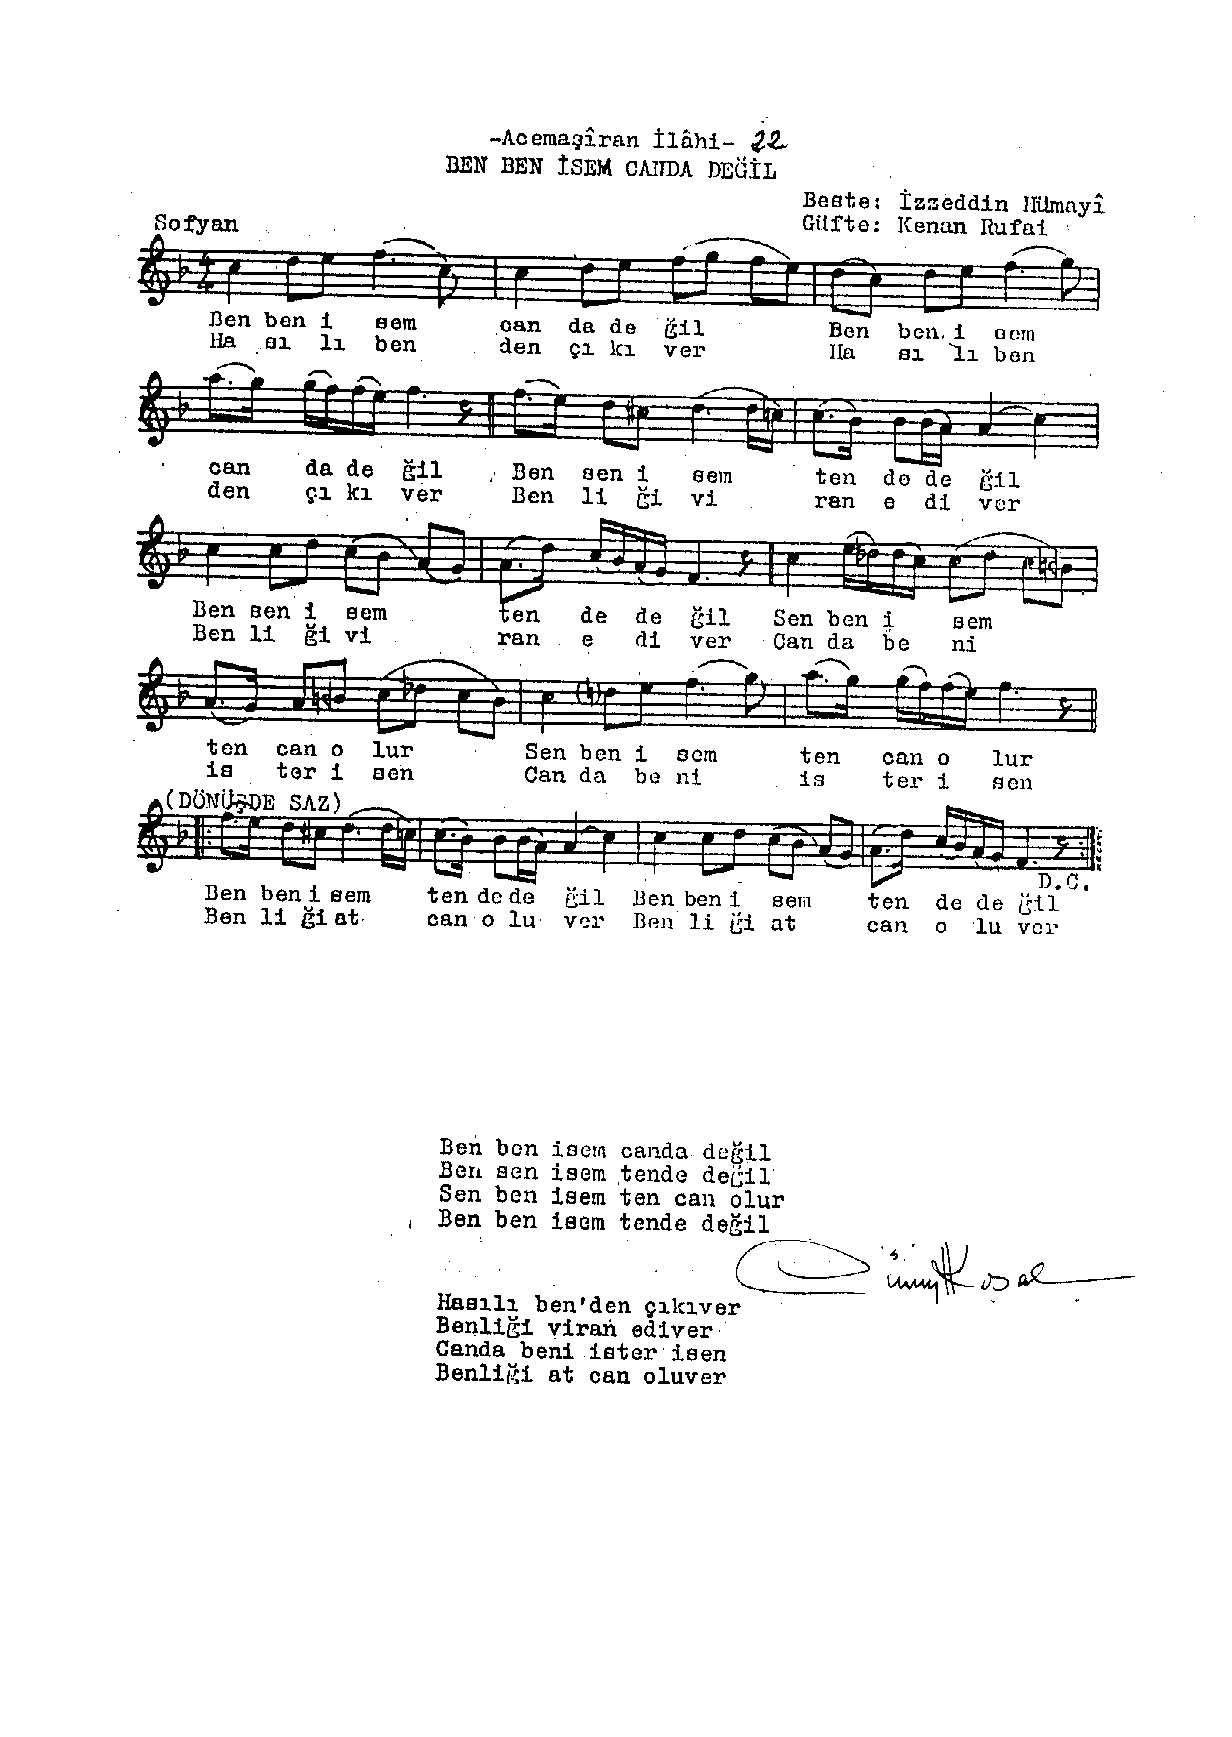 -Acemaşîran İlâhi- 22
BEN BEN İSEM CANDA DEĞİL
Beste: İzzeddin Hümayî
Sofyan
Güfte: Kenan Rufai
Ben ben i sem can da de ğil Ben ben i sem
Ha sı lı ben den çı kı ver Ha sı lı ben
can da de ğil Ben sen i sem ten de de ğil
den çı kı ver Ben li ği vi ran e di ver
Ben sen i sem ten de de ğil Sen ben i sem
Ben li ği vi ran e di ver Can da be ni
ten can o lur Sen ben i sem ten can o lur
is ter i sen Can da be ni is ter i sen
(DÖNÜŞDE SAZ)
D.C.
Ben ben i sem ten de de ğil Ben ben i sem ten de de ğil
Ben li ği at can o lu ver Ben li ği at can o lu ver
Ben ben isem canda değil
Ben sen isem tende değil
Sen ben isem ten can olur
Ben ben isem tende değil
Hasılı ben'den çıkıver
Benliği viran ediver
Canda beni ister isen
Benliği at can oluver